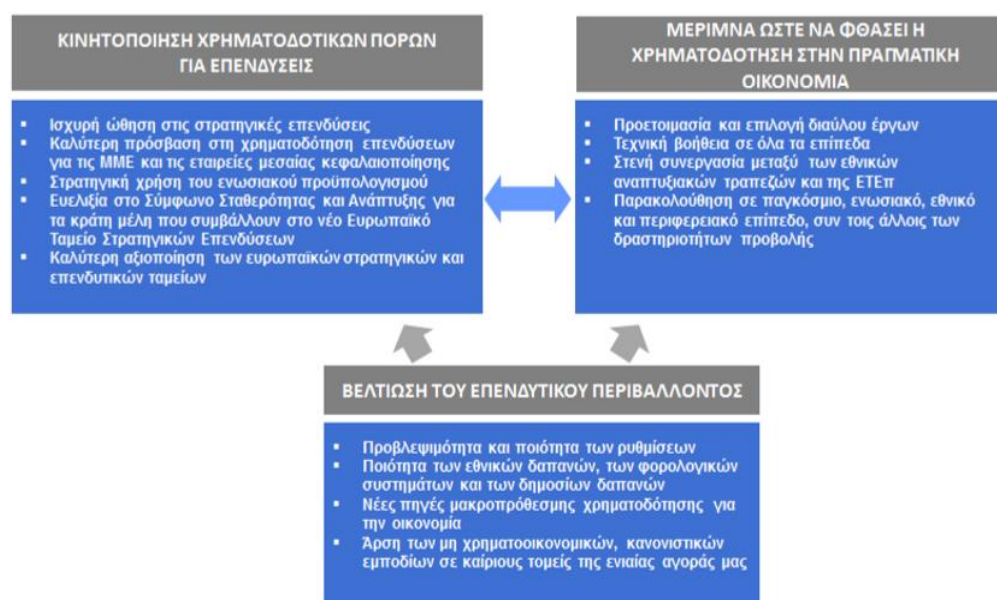 ΚΙΝΗΤΟΠΟΙΗΣΗ ΧΡΗΜΑΤΟΔΟΤΙΚΩΝ ΠΟΡΩΝ
ΓΙΑ ΕΠΕΝΔΥΣΕΙΣ
▪ Ισχυρή ώθηση στις στρατηγικές επενδύσεις
▪ Καλύτερη πρόσβαση στη χρηματοδότηση επενδύσεων
για τις ΜΜΕ και τις εταιρείες μεσαίας κεφαλαιοποίησης
▪ Στρατηγική χρήση του ενωσιακού προϋπολογισμού
▪ Ευελιξία στο Σύμφωνο Σταθερότητας και Ανάπτυξης για
τα κράτη μέλη που συμβάλλουν στο νέο Ευρωπαϊκό
Ταμείο Στρατηγικών Επενδύσεων
▪ Καλύτερη αξιοποίηση των ευρωπαϊκών στρατηγικών και
επενδυτικών ταμείων
ΜΕΡΙΜΝΑ ΩΣΤΕ ΝΑ ΦΘΑΣΕΙ Η
ΧΡΗΜΑΤΟΔΟΤΗΣΗ ΣΤΗΝ ΠΡΑΓΜΑΤΙΚΗ
ΟΙΚΟΝΟΜΙΑ
▪ Προετοιμασία και επιλογή διαύλου έργων
▪ Τεχνική βοήθεια σε όλα τα επίπεδα
▪ Στενή συνεργασία μεταξύ των εθνικών
αναπτυξιακών τραπεζών και της ΕΤΕπ
▪ Παρακολούθηση σε παγκόσμιο, ενωσιακό, εθνικό
και περιφερειακό επίπεδο, συν τοις άλλοις των
δραστηριοτήτων προβολής
ΒΕΛΤΙΩΣΗ ΤΟΥ ΕΠΕΝΔΥΤΙΚΟΥ ΠΕΡΙΒΑΛΛΟΝΤΟΣ
▪ Προβλεψιμότητα και ποιότητα των ρυθμίσεων
▪ Ποιότητα των εθνικών δαπανών, των φορολογικών
συστημάτων και των δημοσίων δαπανών
▪ Νέες πηγές μακροπρόθεσμης χρηματοδότησης για
την οικονομία
▪ Άρση των μη χρηματοοικονομικών, κανονιστικών
εμποδίων σε καίριους τομείς της ενιαίας αγοράς μας